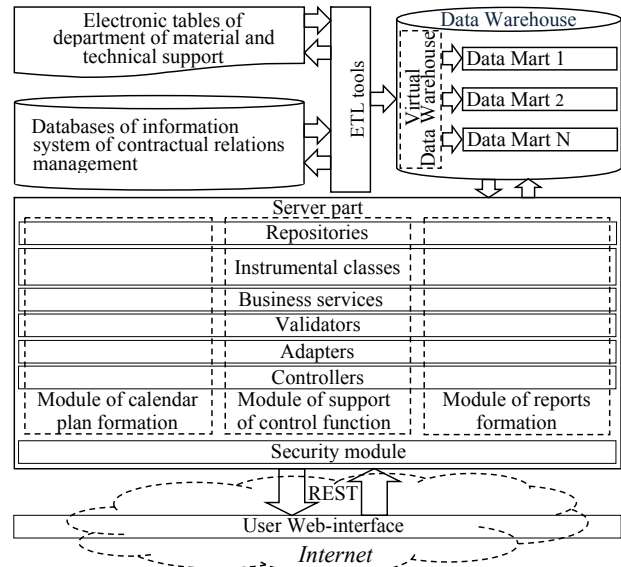 Electronic tables of
department of material and
technical support
Databases of information
system of contractual relations
management
ETL tools
Data Warehouse
Virtual
Data Warehouse
Data Mart 1
Data Mart 2
Data Mart N
Server part
Repositories
Instrumental classes
Business services
Validators
Adapters
Controllers
Module of calendar
plan formation
Module of support
of control function
Module of reports
formation
Security module
REST
User Web-interface
Internet